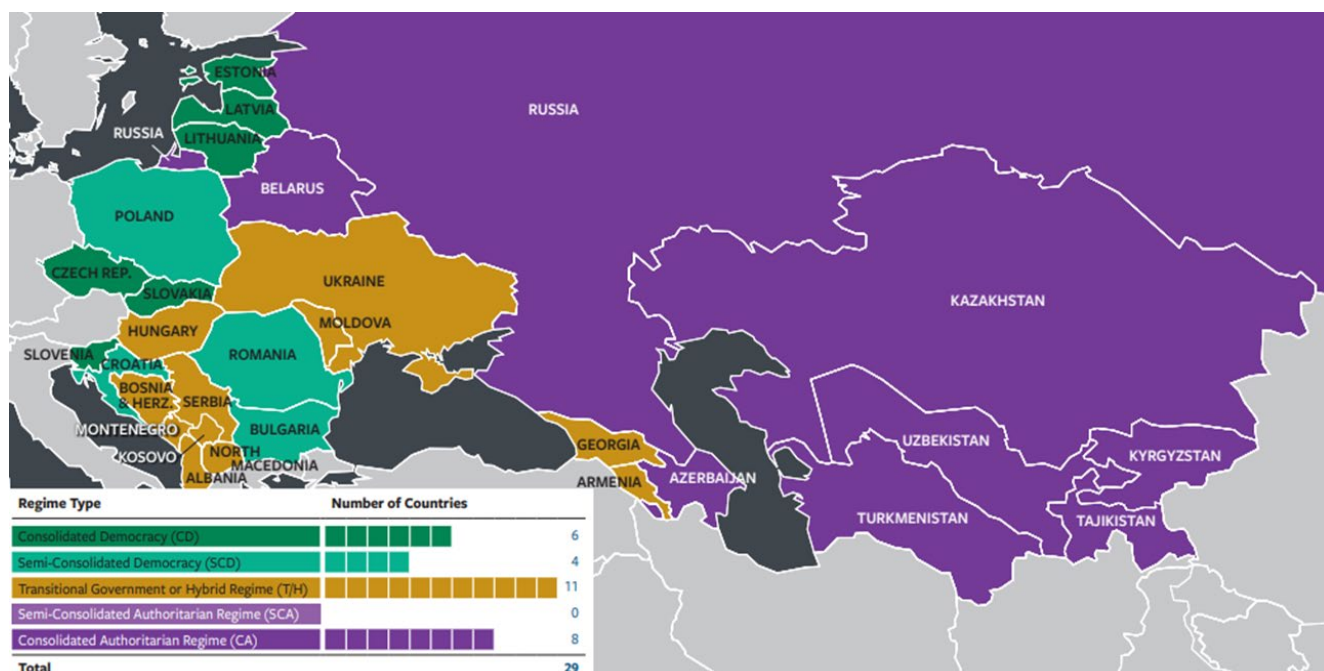 ESTONIA
LATVIA
RUSSIA
RUSSIA
LITHUANIA
BELARUS
POLAND
CZECH REP.
UKRAINE
SLOVAKIA
KAZAKHSTAN
MOLDOVA
HUNGARY
SLOVENIA
ROMANIA
CROATIA
BOSNIA
& HERZ.
SERBIA
MONTENEGRO
BULGARIA
UZBEKISTAN
GEORGIA
KOSOVO
NORTH
MACEDONIA
KYRGYZSTAN
ALBANIA
ARMENIA
AZERBAIJAN
TURKMENISTAN
TAJIKISTAN
Regime Type Number of Countries
Consolidated Democracy (CD) 6
Semi-Consolidated Democracy (SCD) 4
Transitional Government or Hybrid Regime (T/H) 11
Semi-Consolidated Authoritarian Regime (SCA) 0
Consolidated Authoritarian Regime (CA) 8
Total 29